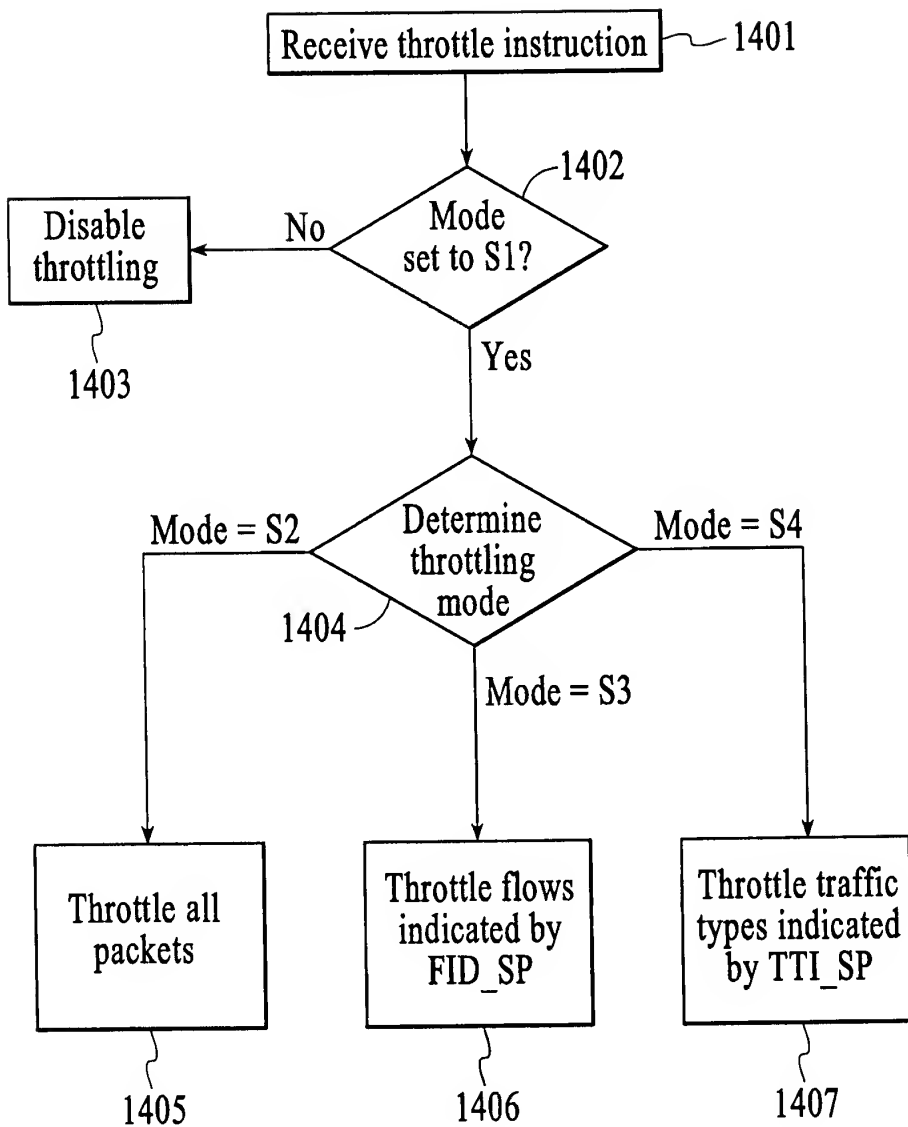 Receive throttle instruction
1401
1402
Mode
set to S1?
No
Disable
throttling
1403
Yes
Mode = S2
Determine
throttling
mode
Mode = S4
1404
Mode = S3
Throttle all
packets
Throttle flows
indicated by
FID_SP
Throttle traffic
types indicated
by TTI_SP
1405
1406
1407